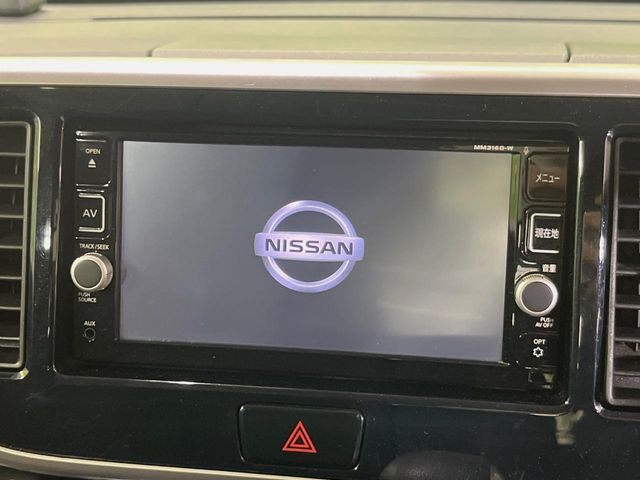 MM316D-W
OPEN
AV
TRACK/SEEK
PUSH
SOURCE
AUX
NISSAN
メニュー
現在地
音量
PUSH
AV OFF
OPT